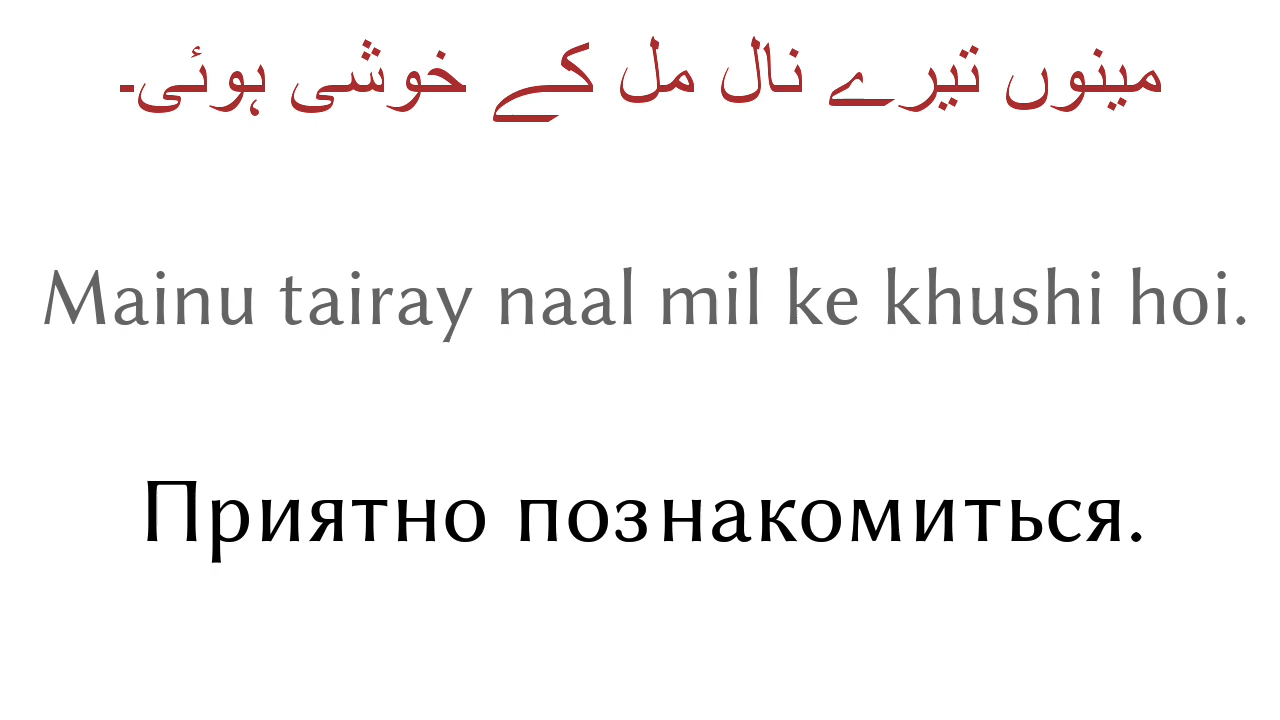 مینوں تیرے نال مل کے خوشی ہوئی۔
Mainu tairay naal mil ke khushi hoi.
Приятно познакомиться.